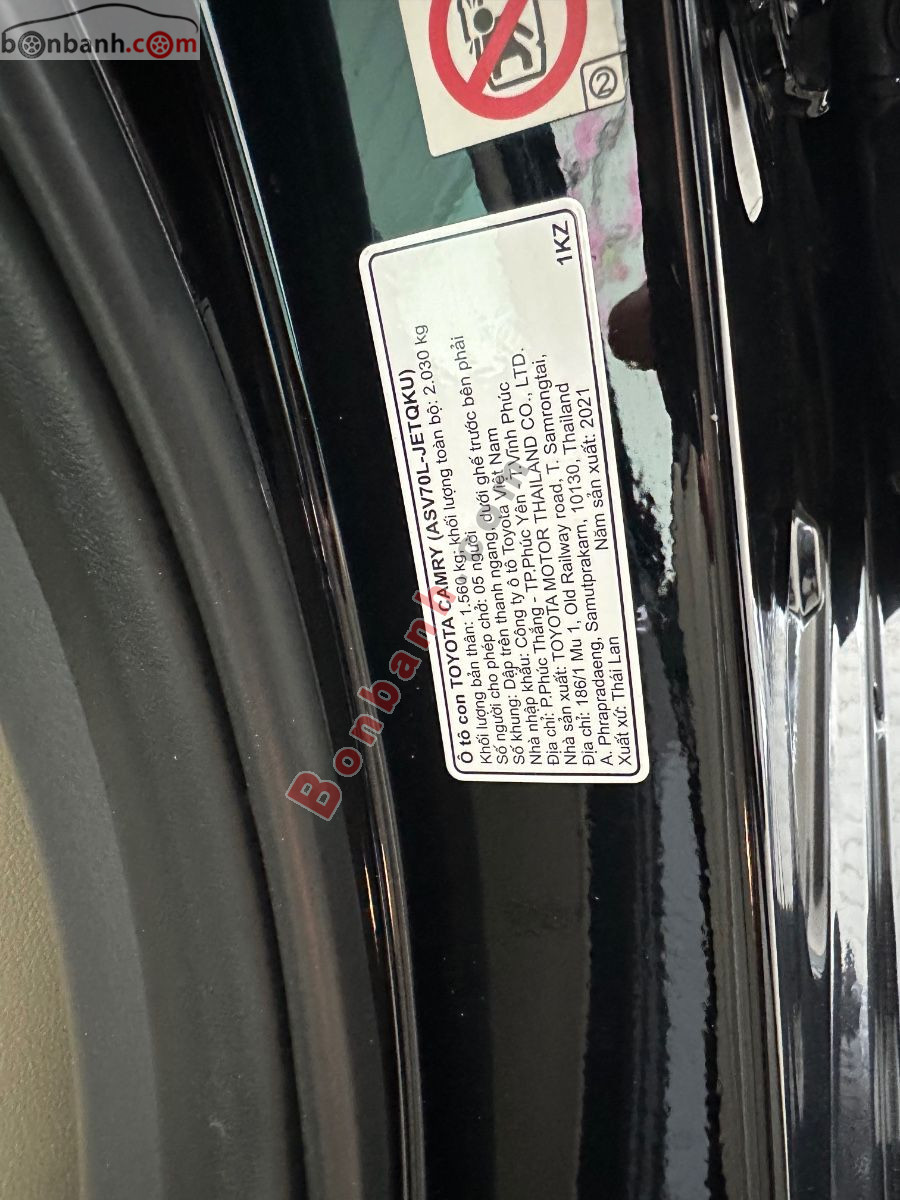 bonbanh.com
②
Ô tô con TOYOTA CAMRY (ASV70L-JETQKU)
Khối lượng bản thân: 1.560 kg, khối lượng toàn bộ: 2.030 kg
Số người cho phép chở: 05 người
Số khung: Dập trên thanh ngang, dưới ghế trước bên phải
Nhà nhập khẩu: Công ty ô tô Toyota Việt Nam
Địa chỉ: P.Phúc Thắng - TP.Phúc Yên - T.Vĩnh Phúc
Nhà sản xuất: TOYOTA MOTOR THAILAND CO., LTD.
Địa chỉ: 186/1 Mu 1, Old Railway road, T. Samrongtai,
A. Phrapradaeng, Samutprakarn, 10130, Thailand
Xuất xứ: Thái Lan Năm sản xuất: 2021
1KZ
Bonbanh.com